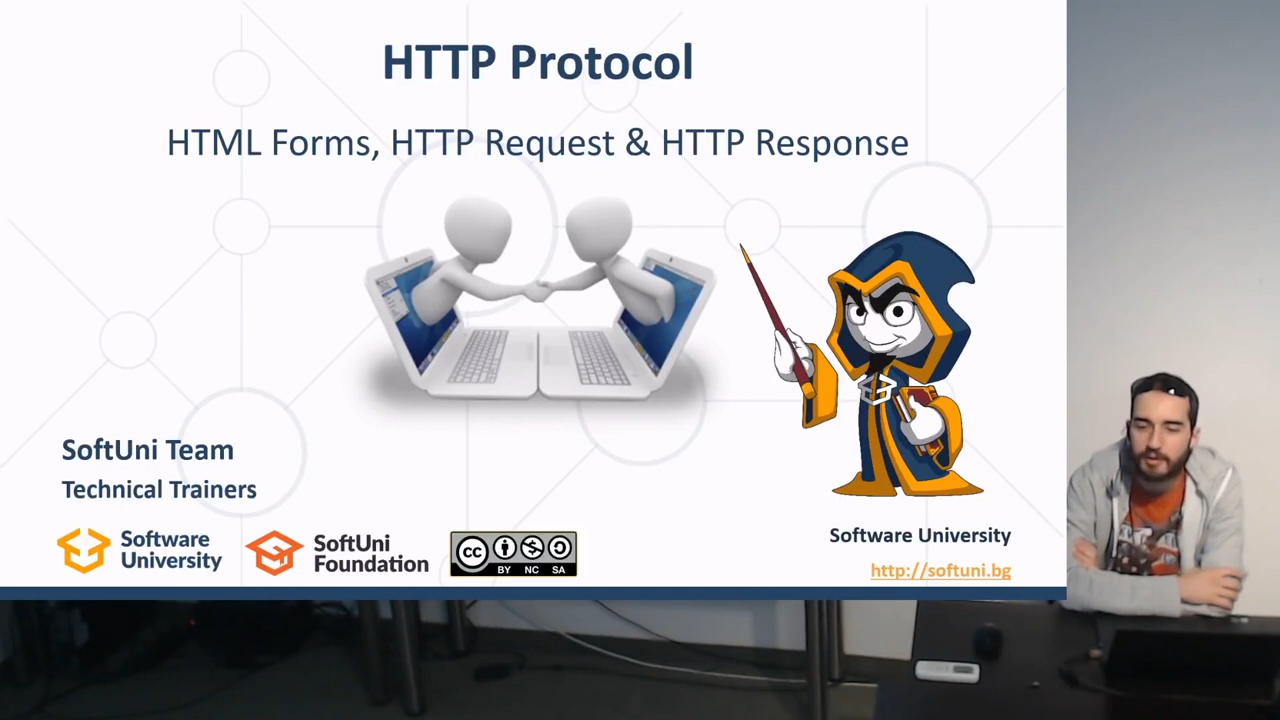 HTTP Protocol
HTML Forms, HTTP Request & HTTP Response
SoftUni Team
Technical Trainers
Software
University
SoftUni
Foundation
cc
BY NC SA
Software University
http://softuni.bg